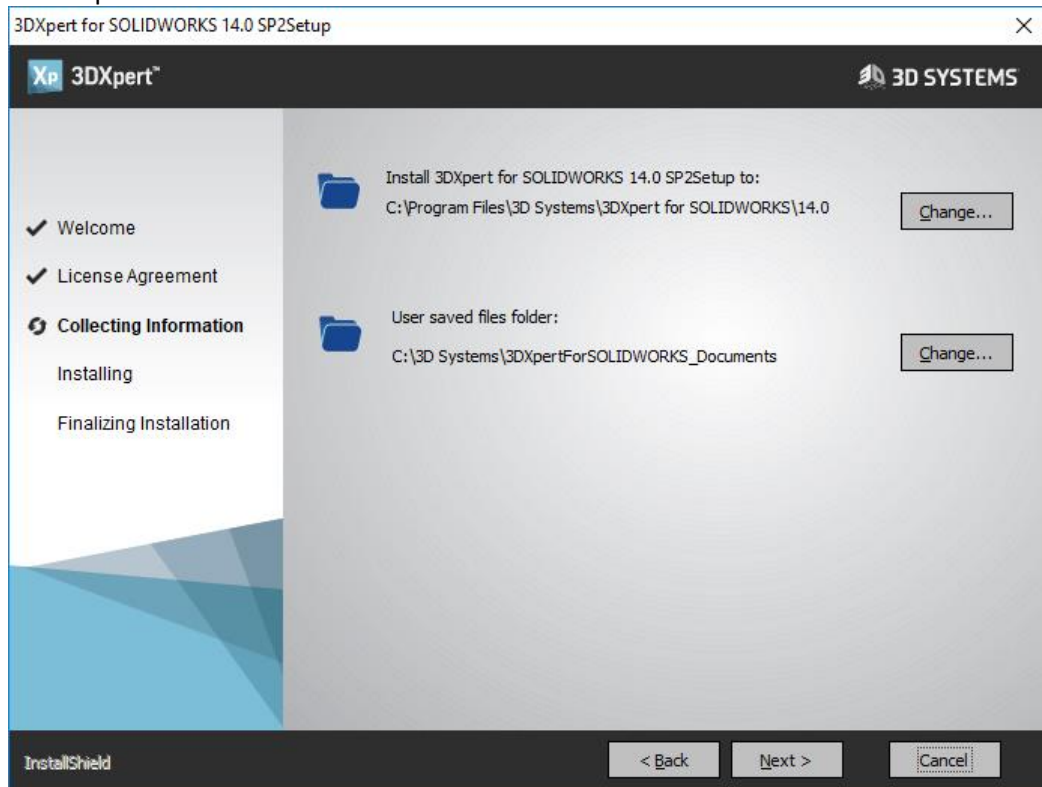 3DXpert for SOLIDWORKS 14.0 SP2Setup
Xp 3DXpert™
3D SYSTEMS
Welcome
License Agreement
Collecting Information
Installing
Finalizing Installation
Install 3DXpert for SOLIDWORKS 14.0 SP2Setup to:
C:\Program Files\3D Systems\3DXpert for SOLIDWORKS\14.0
Change...
User saved files folder:
C:\3D Systems\3DXpertForSOLIDWORKS_Documents
Change...
InstallShield
< Back
Next >
Cancel